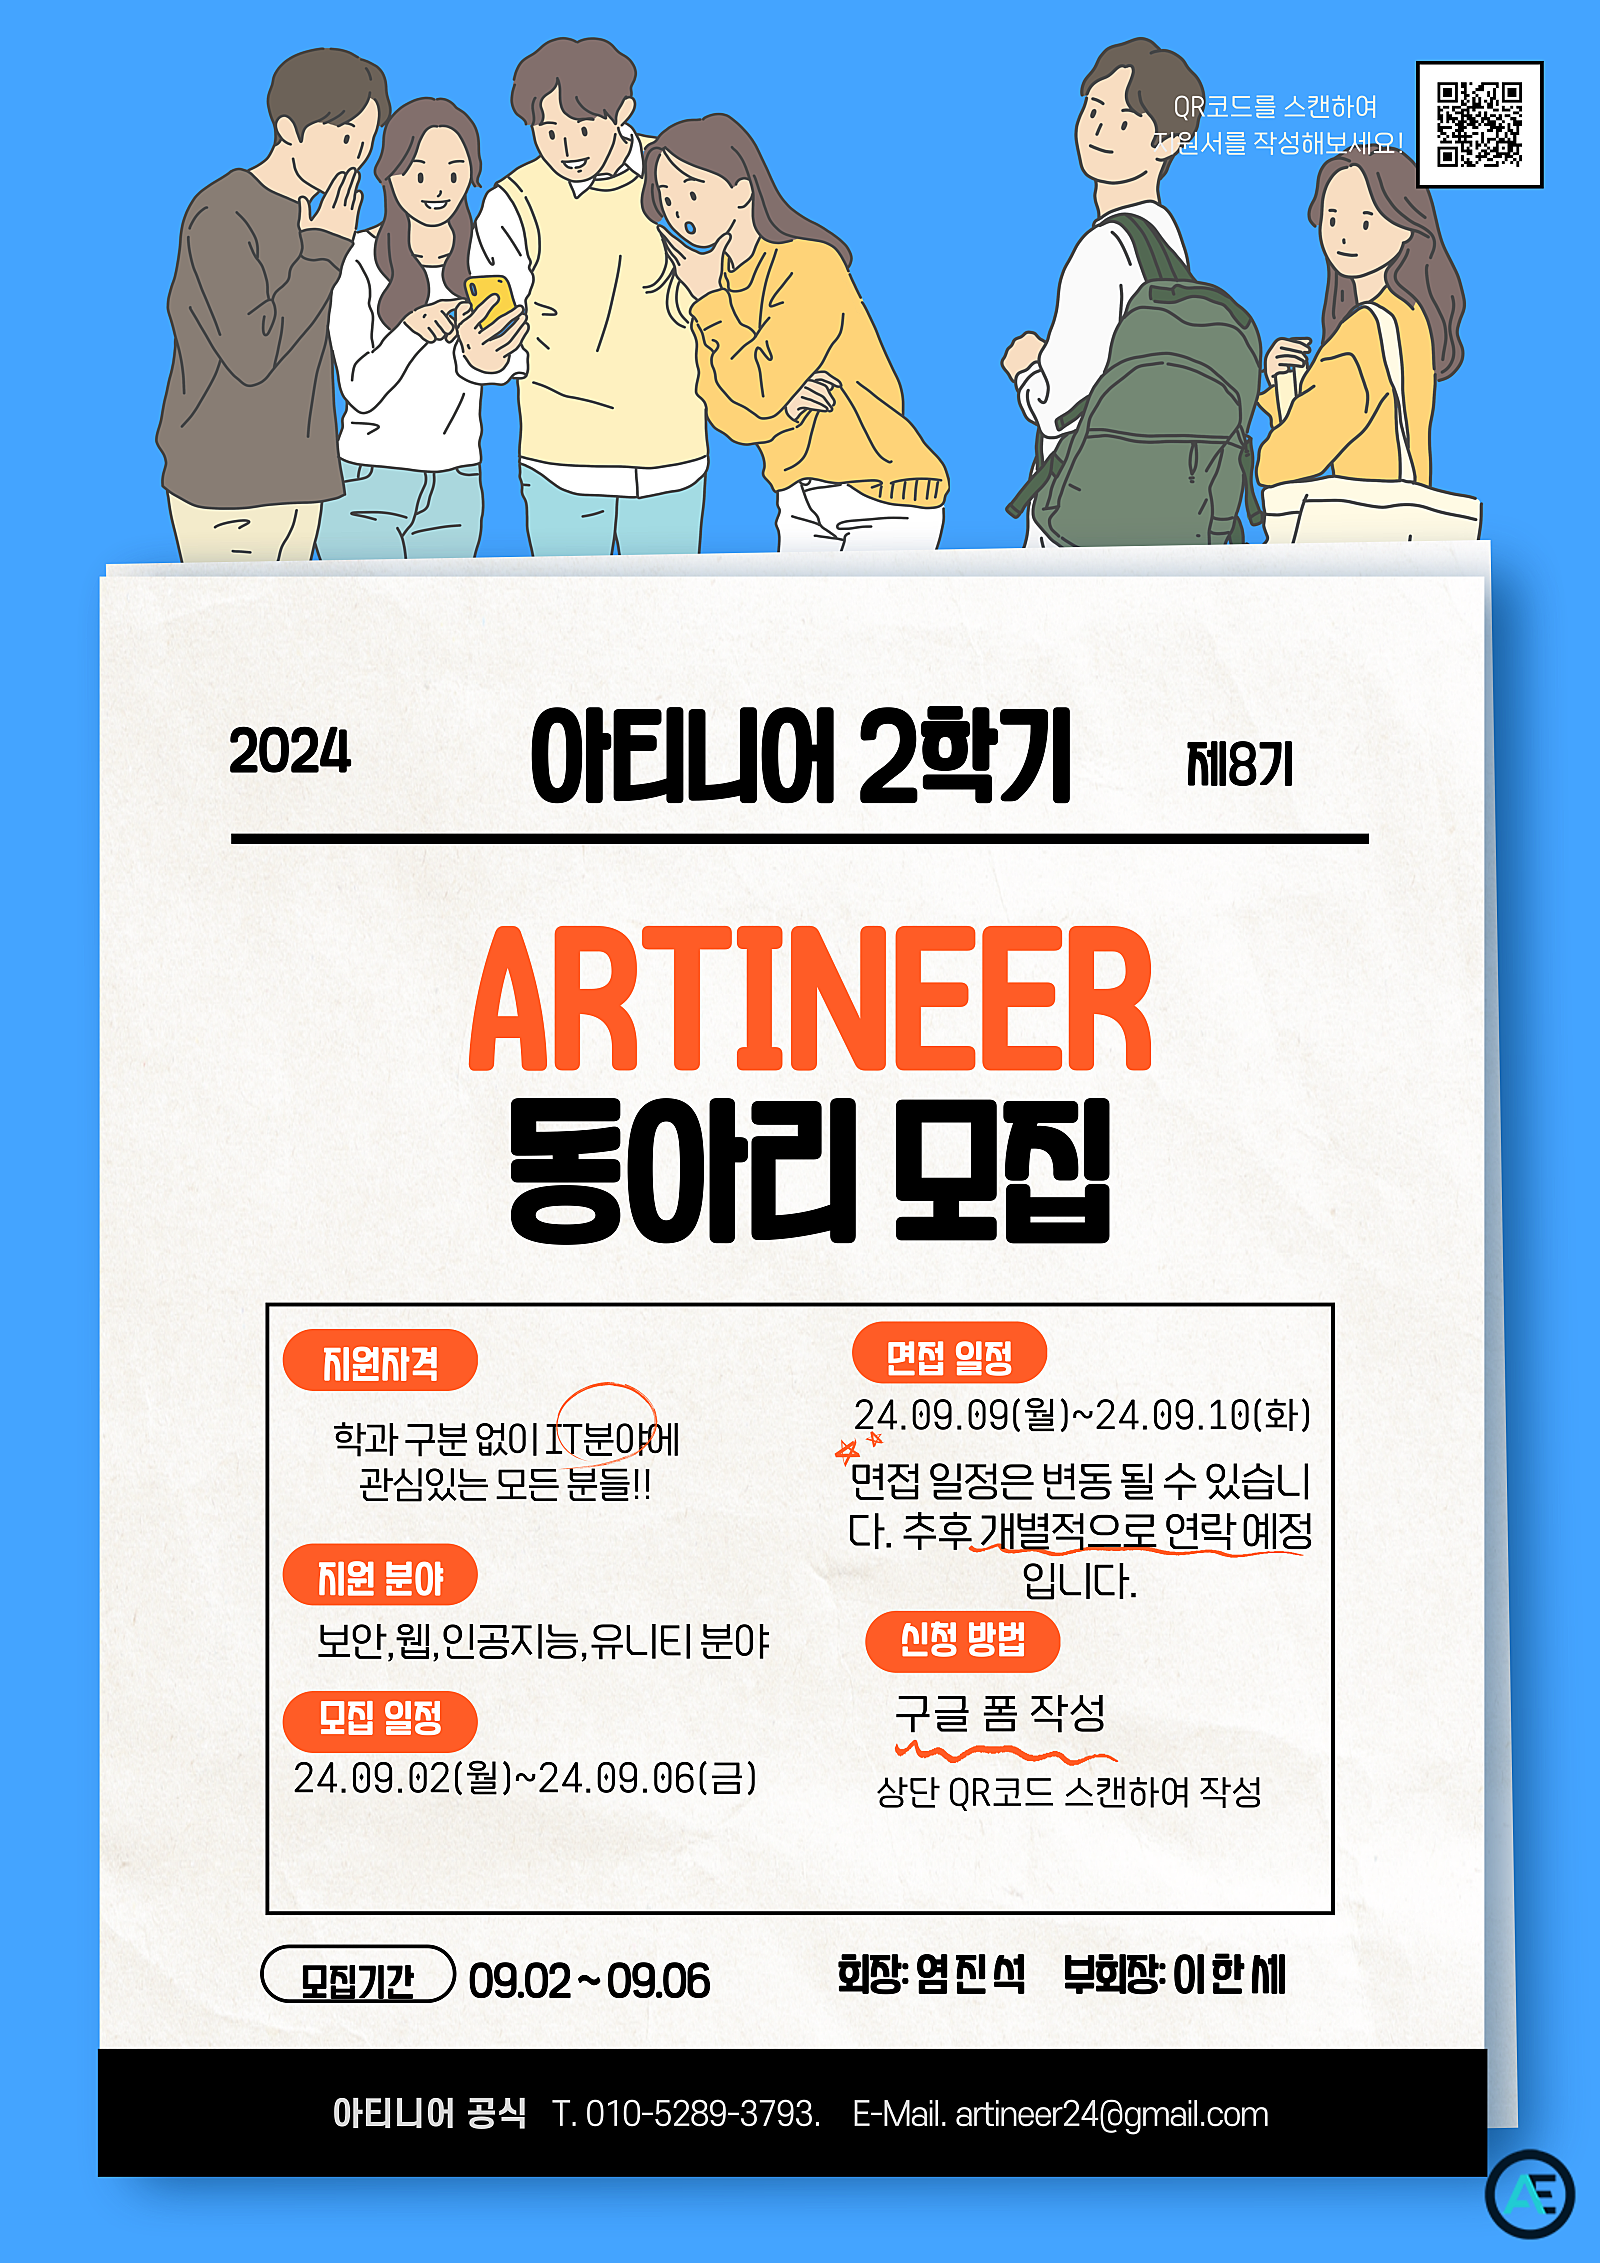 QR코드를 스캔하여
지원서를 작성해보세요!
2024 아티니어 2학기 제8기
ARTINEER
동아리 모집
지원자격
학과 구분 없이 IT분야에
관심있는 모든 분들!!
지원 분야
보안,웹,인공지능,유니티 분야
모집 일정
24.09.02(월)~24.09.06(금)
면접 일정
24.09.09(월)~24.09.10(화)
면접 일정은 변동 될 수 있습니
다. 추후 개별적으로 연락 예정
입니다.
신청 방법
구글 폼 작성
상단 QR코드 스캔하여 작성
모집기간 09.02 ~ 09.06 회장: 염 진 석 부회장: 이 한 세
아티니어 공식 T. 010-5289-3793. E-Mail. artineer24@gmail.com
AE